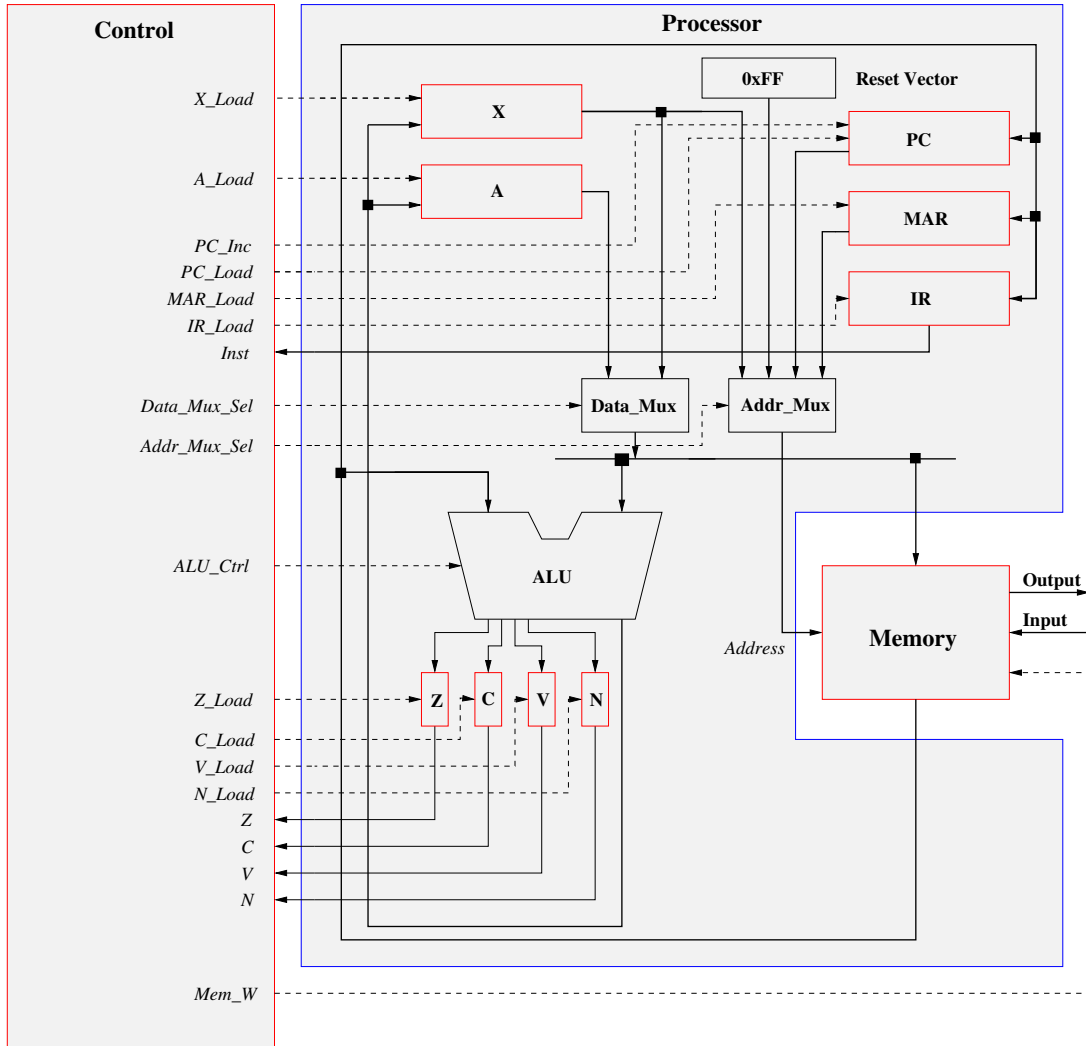 Control
Processor
0xFF
Reset Vector
X_Load
X
PC
A_Load
A
MAR
PC_Inc
PC_Load
MAR_Load
IR
IR_Load
Inst
Data_Mux_Sel
Data_Mux
Addr_Mux
Addr_Mux_Sel
ALU_Ctrl
ALU
Output
Input
Memory
Address
Z_Load
Z
C
V
N
C_Load
V_Load
N_Load
Z
C
V
N
Mem_W